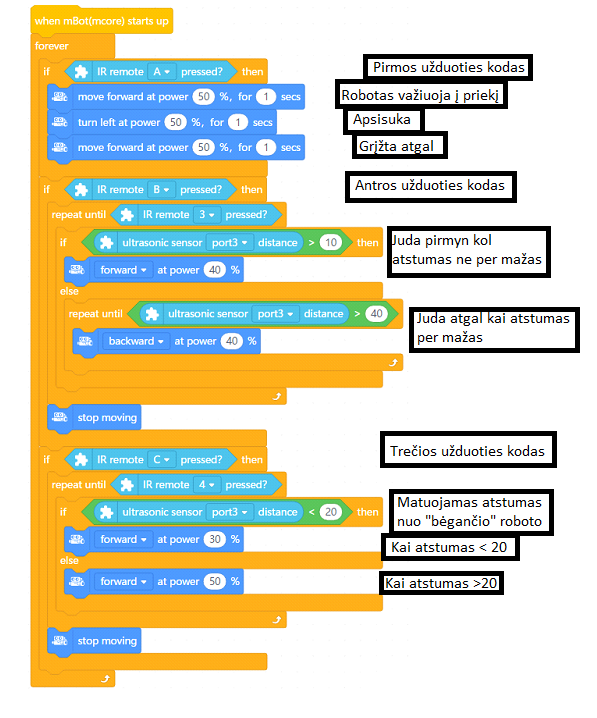 when mBot(mcore) starts up
forever
if IR remote A pressed? then
Pirmos užduoties kodas
move forward at power 50 %, for 1 secs
Robotas važiuoja į priekį
turn left at power 50 %, for 1 secs
Apsisuka
move forward at power 50 %, for 1 secs
Grįžta atgal
if IR remote B pressed? then
Antros užduoties kodas
repeat until IR remote 3 pressed?
if ultrasonic sensor port3 distance > 10 then
Juda pirmyn kol
atstumas ne per mažas
forward at power 40 %
else
repeat until ultrasonic sensor port3 distance > 40
Juda atgal kai atstumas
per mažas
backward at power 40 %
stop moving
if IR remote C pressed? then
Trečios užduoties kodas
repeat until IR remote 4 pressed?
if ultrasonic sensor port3 distance < 20 then
Matuojamas atstumas
nuo "bėgančio" roboto
forward at power 30 %
Kai atstumas < 20
else
forward at power 50 %
Kai atstumas >20
stop moving